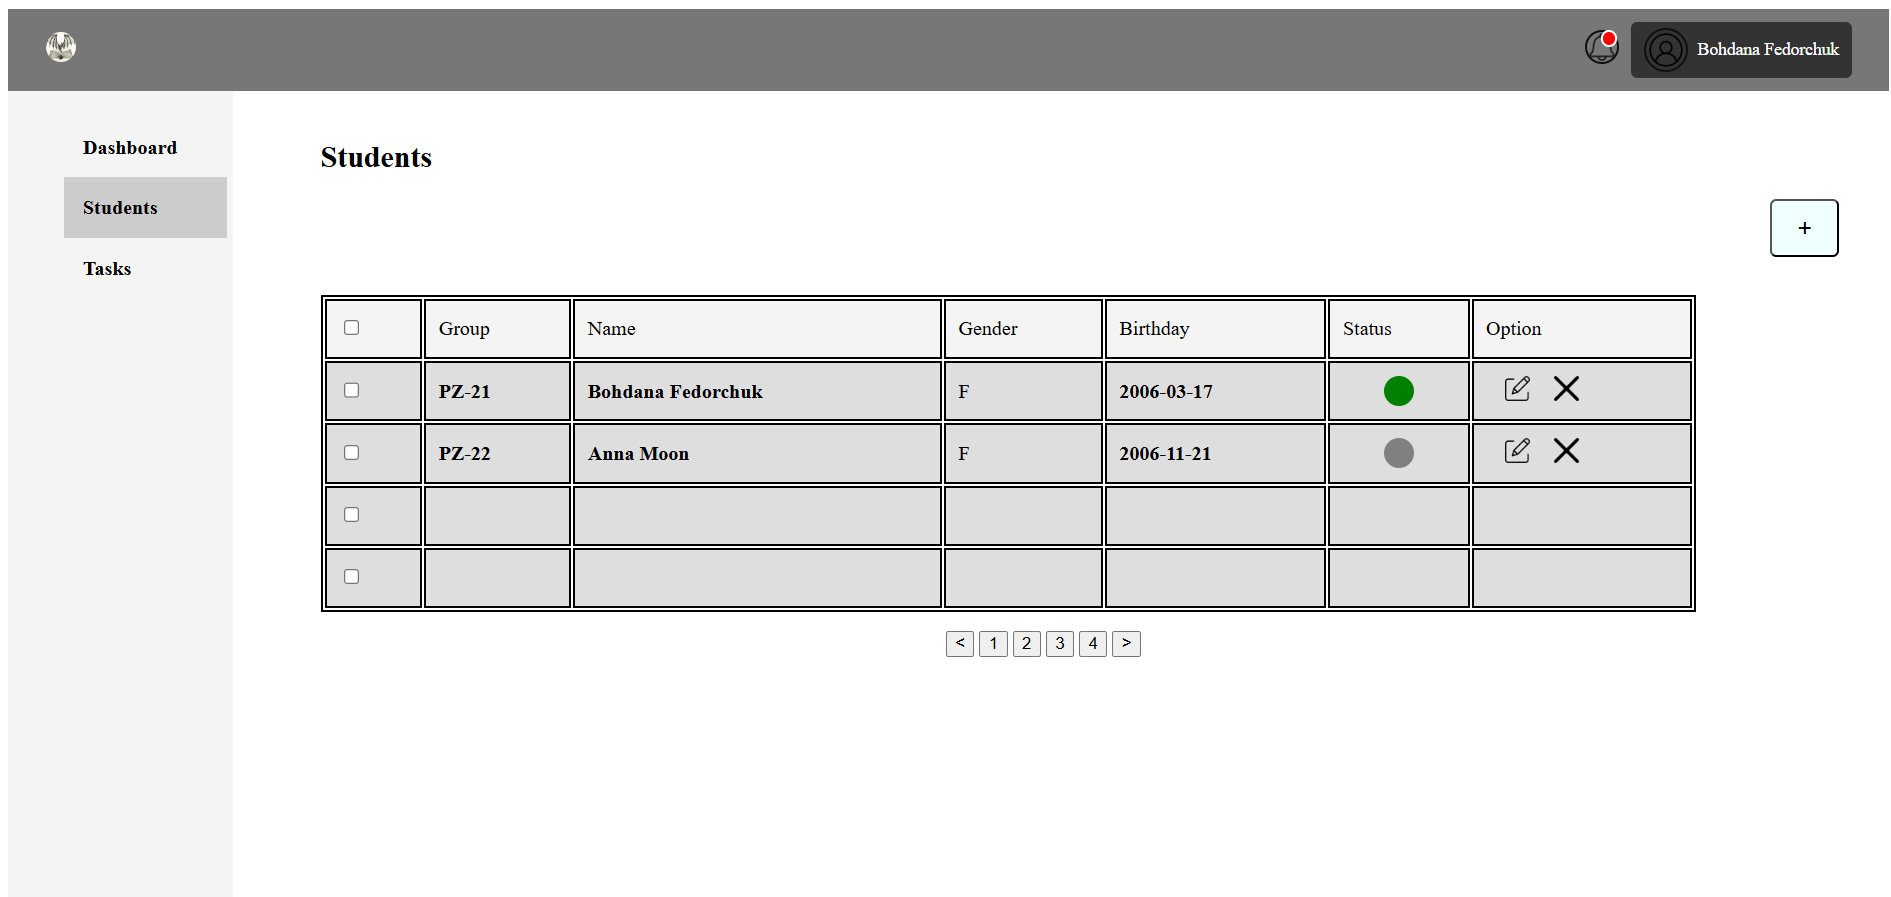 Bohdana Fedorchuk
Dashboard
Students
Tasks
Students
+
Group Name Gender Birthday Status Option
PZ-21 Bohdana Fedorchuk F 2006-03-17
PZ-22 Anna Moon F 2006-11-21
< 1 2 3 4 >